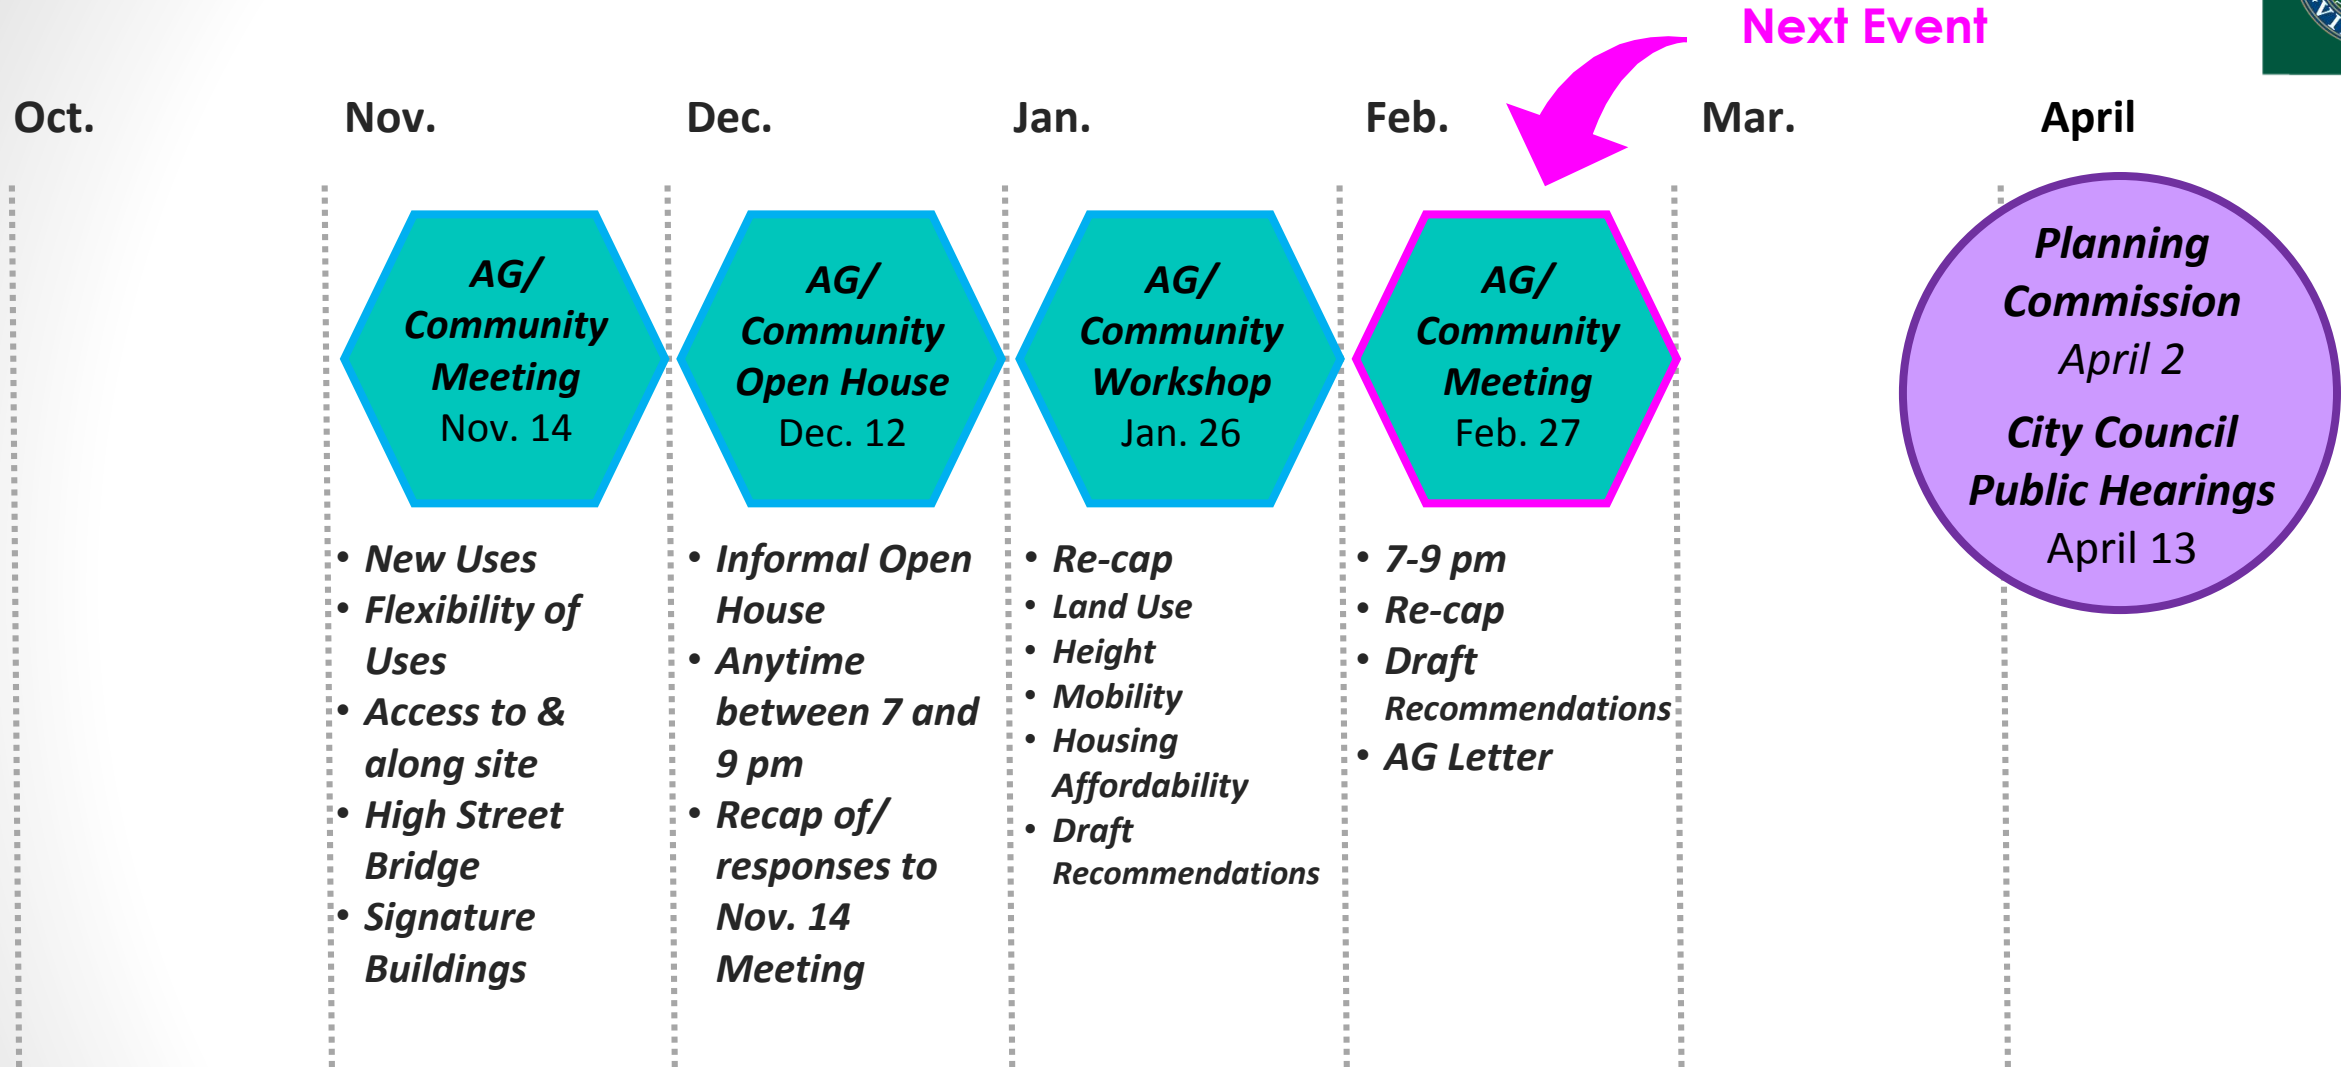 Next Event
Oct.
Nov.
Dec.
Jan.
Feb.
Mar.
April
AG/
Community
Meeting
Nov. 14
• New Uses
• Flexibility of
Uses
• Access to &
along site
• High Street
Bridge
• Signature
Buildings
AG/
Community
Open House
Dec. 12
• Informal Open
House
• Anytime
between 7 and
9 pm
• Recap of/
responses to
Nov. 14
Meeting
AG/
Community
Workshop
Jan. 26
• Re-cap
• Land Use
• Height
• Mobility
• Housing
Affordability
• Draft
Recommendations
AG/
Community
Meeting
Feb. 27
• 7-9 pm
• Re-cap
• Draft
Recommendations
• AG Letter
Planning
Commission
April 2
City Council
Public Hearings
April 13